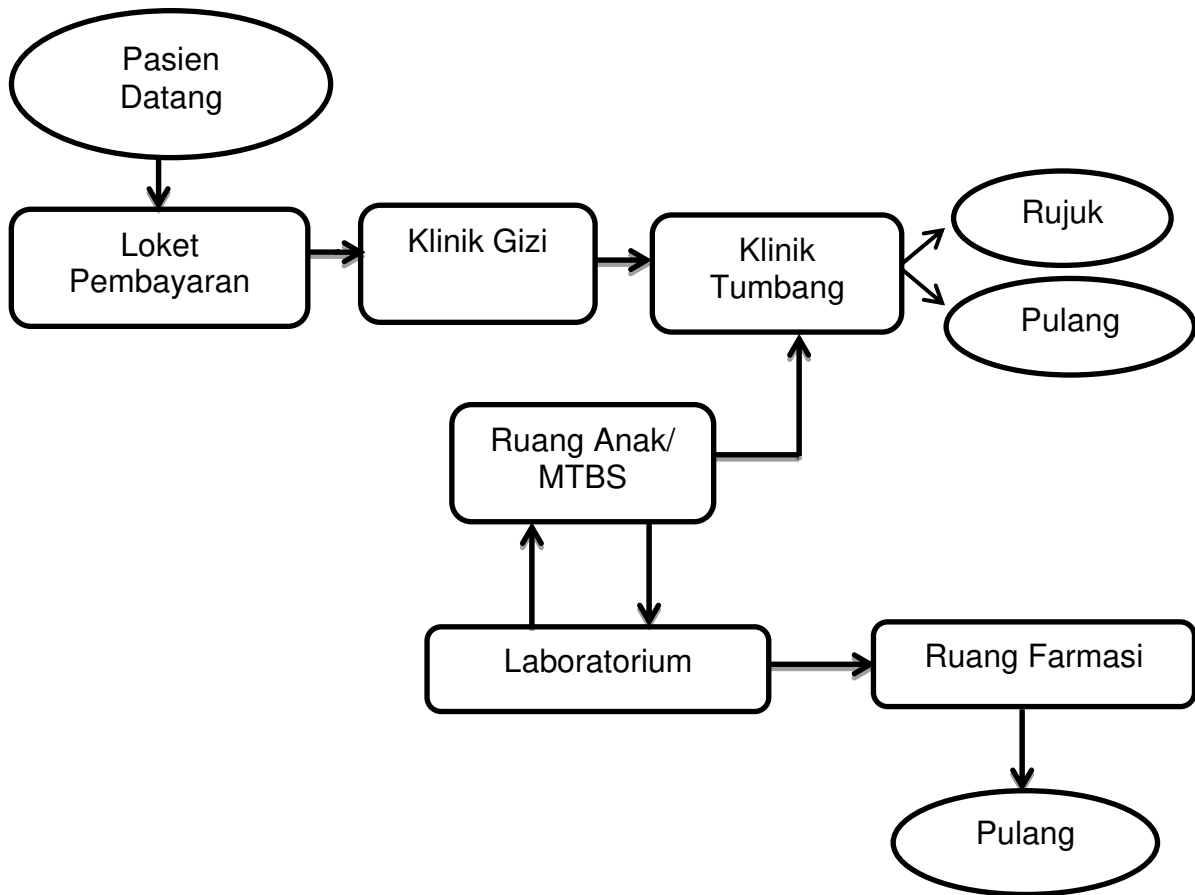 Pasien
Datang
Loket
Pembayaran
Klinik Gizi
Klinik
Tumbang
Rujuk
Pulang
Ruang Anak/
MTBS
Laboratorium
Ruang Farmasi
Pulang